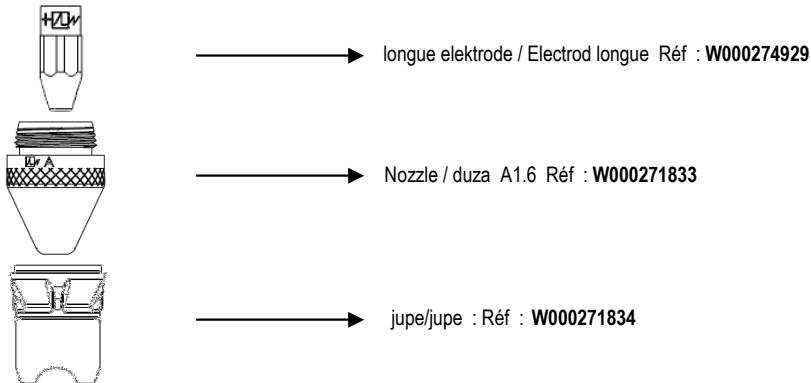 longue elektrode / Electrod longue Réf : W000274929
A
Nozzle / duza A1.6 Réf : W000271833
jupe/jupe : Réf : W000271834